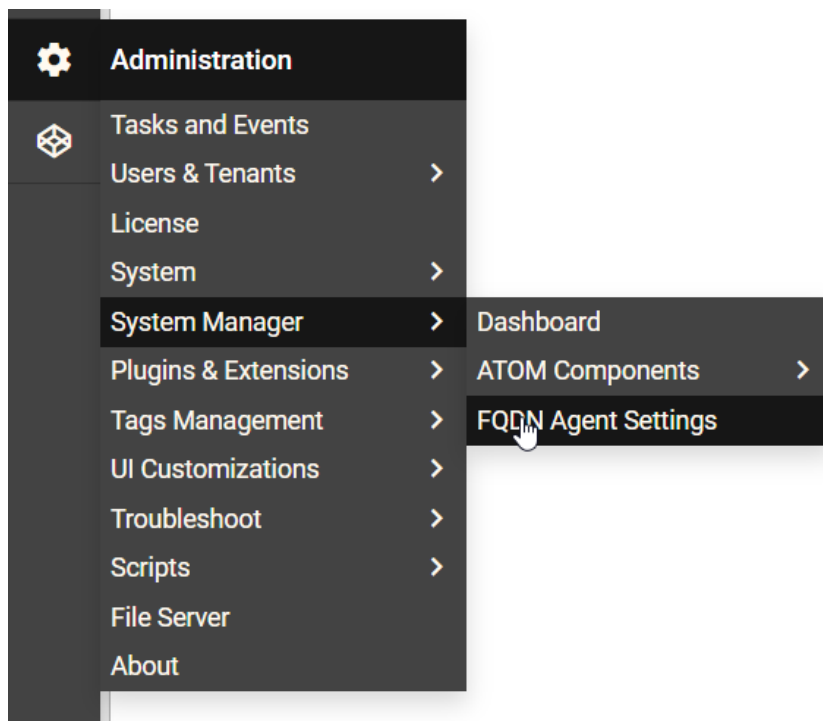 Administration
Tasks and Events
Users & Tenants
License
System
System Manager
Plugins & Extensions
Tags Management
UI Customizations
Troubleshoot
Scripts
File Server
About
Dashboard
ATOM Components
FQDN Agent Settings